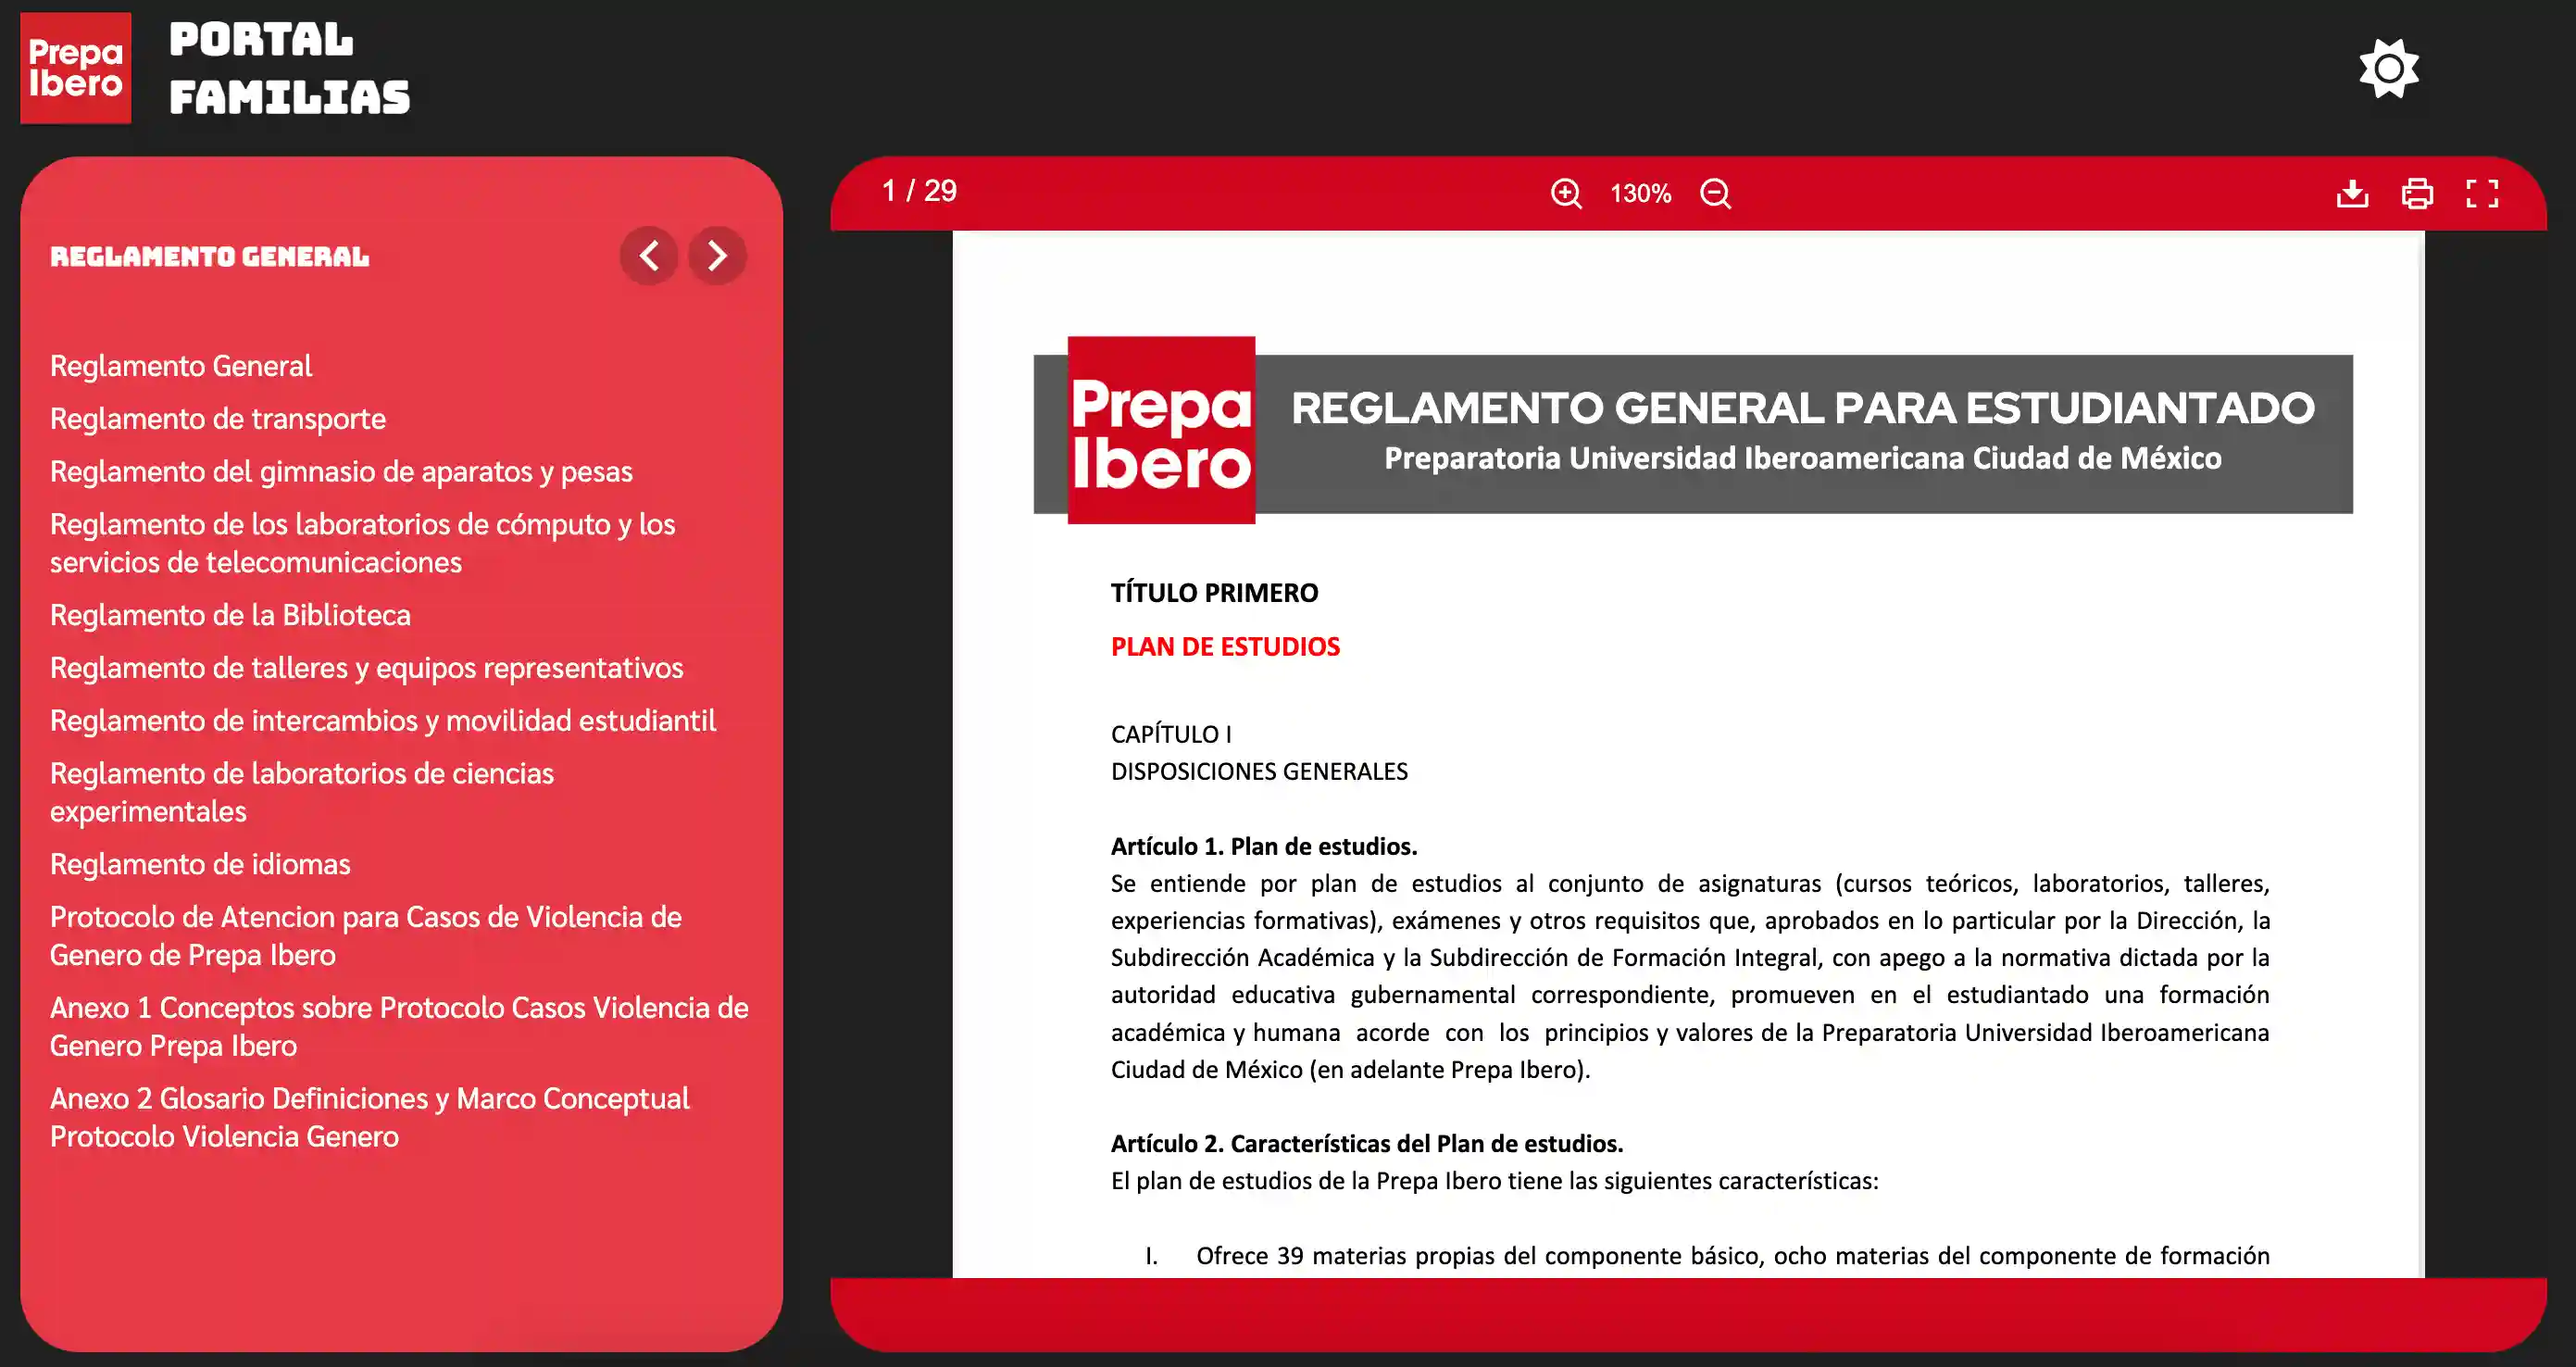 Prepa
Ibero
PORTAL
FAMILIAS
REGLAMENTO GENERAL
Reglamento General
Reglamento de transporte
Reglamento del gimnasio de aparatos y pesas
Reglamento de los laboratorios de cómputo y los
servicios de telecomunicaciones
Reglamento de la Biblioteca
Reglamento de talleres y equipos representativos
Reglamento de intercambios y movilidad estudiantil
Reglamento de laboratorios de ciencias
experimentales
Reglamento de idiomas
Protocolo de Atencion para Casos de Violencia de
Genero de Prepa Ibero
Anexo 1 Conceptos sobre Protocolo Casos Violencia de
Genero Prepa Ibero
Anexo 2 Glosario Definiciones y Marco Conceptual
Protocolo Violencia Genero
1 / 29
130%
Prepa
Ibero
REGLAMENTO GENERAL PARA ESTUDIANTADO
Preparatoria Universidad Iberoamericana Ciudad de México
TÍTULO PRIMERO
PLAN DE ESTUDIOS
CAPÍTULO I
DISPOSICIONES GENERALES
Artículo 1. Plan de estudios.
Se entiende por plan de estudios al conjunto de asignaturas (cursos teóricos, laboratorios, talleres,
experiencias formativas), exámenes y otros requisitos que, aprobados en lo particular por la Dirección, la
Subdirección Académica y la Subdirección de Formación Integral, con apego a la normativa dictada por la
autoridad educativa gubernamental correspondiente, promueven en el estudiantado una formación
académica y humana acorde con los principios y valores de la Preparatoria Universidad Iberoamericana
Ciudad de México (en adelante Prepa Ibero).
Artículo 2. Características del Plan de estudios.
El plan de estudios de la Prepa Ibero tiene las siguientes características:
I. Ofrece 39 materias propias del componente básico, ocho materias del componente de formación